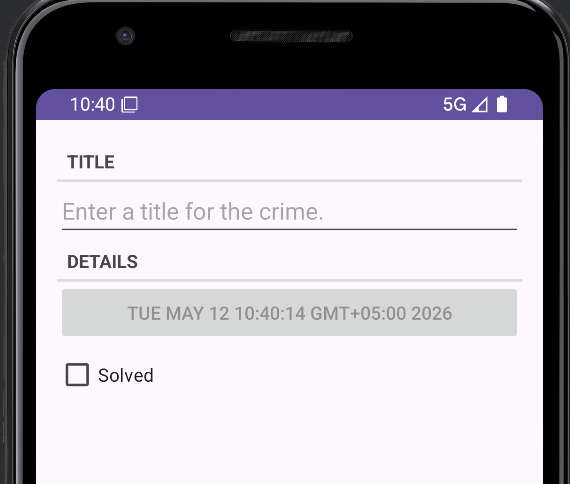 10:40 5G
TITLE
Enter a title for the crime.
DETAILS
TUE MAY 12 10:40:14 GMT+05:00 2026
Solved